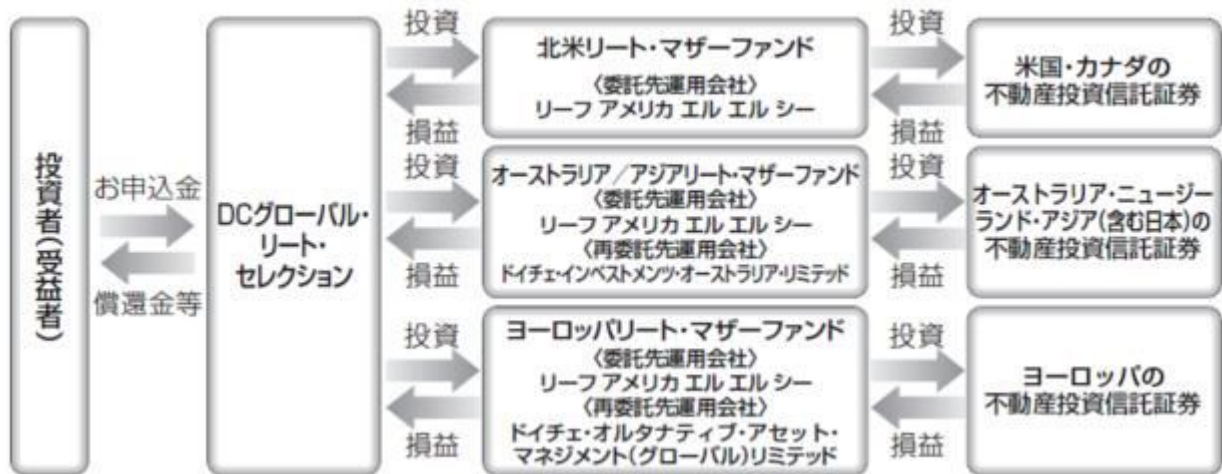 投資者(受益者)
お申込金
償還金等
DCグローバル・
リート・
セレクション
投資
損益
北米リート・マザーファンド
〈委託先運用会社〉
リーフ アメリカ エル エル シー
投資
損益
米国・カナダの
不動産投資信託証券
投資
損益
オーストラリア/アジアリート・マザーファンド
〈委託先運用会社〉
リーフ アメリカ エル エル シー
〈再委託先運用会社〉
ドイチェ・インベストメンツ・オーストラリア・リミテッド
投資
損益
オーストラリア・ニュージー
ランド・アジア(含む日本)の
不動産投資信託証券
投資
損益
ヨーロッパリート・マザーファンド
〈委託先運用会社〉
リーフ アメリカ エル エル シー
〈再委託先運用会社〉
ドイチェ・オルタナティブ・アセット・
マネジメント(グローバル)リミテッド
投資
損益
ヨーロッパの
不動産投資信託証券